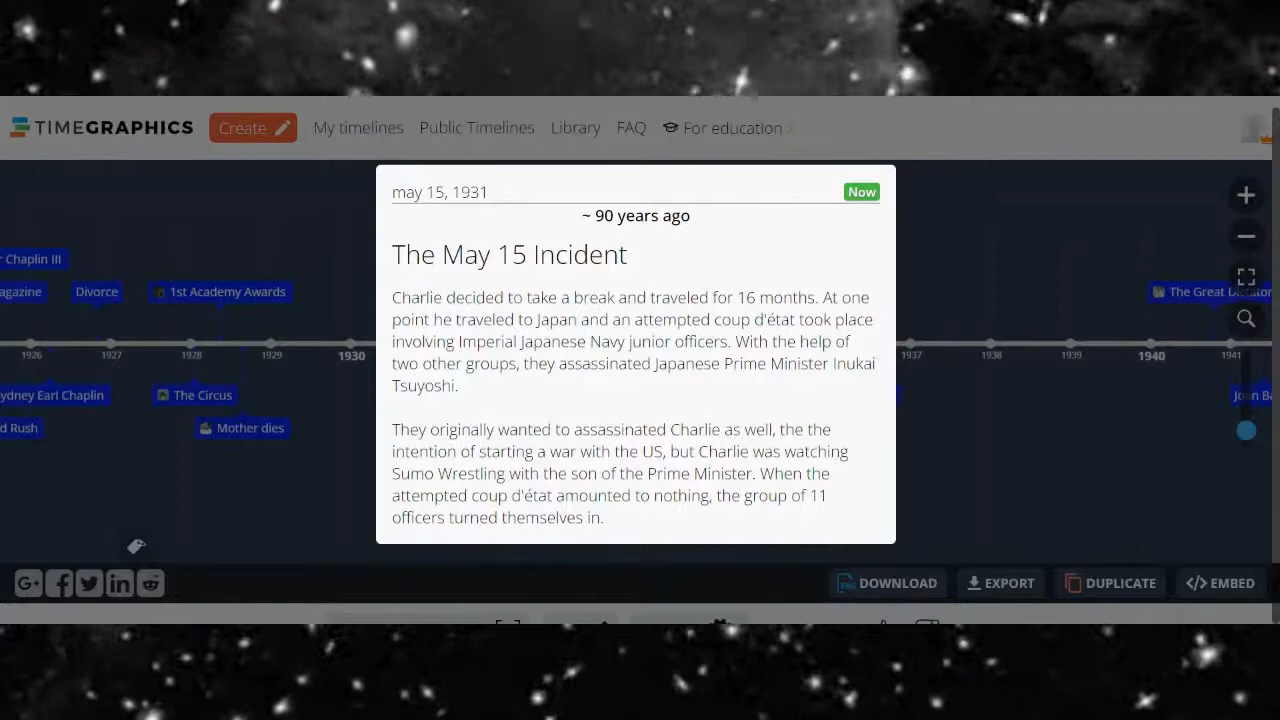 TIMEGRAPHICS Create My timelines Public Timelines Library FAQ For education
may 15, 1931 Now
~ 90 years ago
The May 15 Incident
Charlie decided to take a break and traveled for 16 months. At one
point he traveled to Japan and an attempted coup d'état took place
involving Imperial Japanese Navy junior officers. With the help of
two other groups, they assassinated Japanese Prime Minister Inukai
Tsuyoshi.
They originally wanted to assassinated Charlie as well, the the
intention of starting a war with the US, but Charlie was watching
Sumo Wrestling with the son of the Prime Minister. When the
attempted coup d'état amounted to nothing, the group of 11
officers turned themselves in.
Chaplin III
Divorce 1st Academy Awards The Great Dictator
1926 1927 1928 1929 1930 1937 1938 1939 1940 1941
Earl Chaplin The Circus
Rush Mother dies
G+ f in
DOWNLOAD EXPORT DUPLICATE </> EMBED